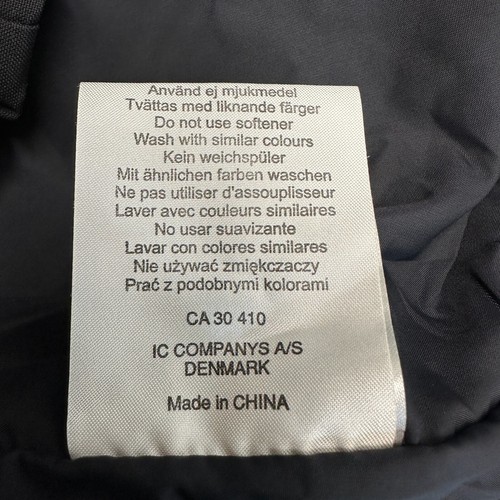 Använd ej mjukmedel
Tvättas med liknande färger
Do not use softener
Wash with similar colours
Kein weichspüler
Mit ähnlichen farben waschen
Ne pas utiliser d'assouplisseur
Laver avec couleurs similaires
No usar suavizante
Lavar con colores similares
Nie używać zmiękczaczy
Prać z podobnymi kolorami
CA 30 410
IC COMPANYS A/S
DENMARK
Made in CHINA